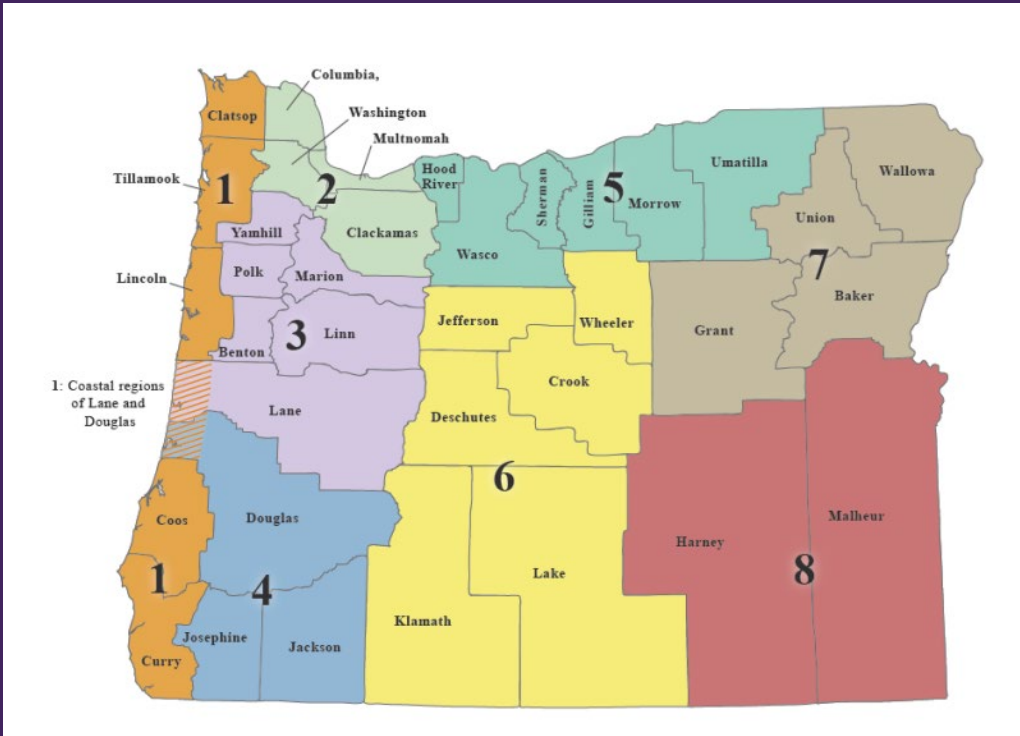 Columbia,
Washington
Multnomah
Clatsop
Tillamook
1
2
Hood
River
Sherman
Gilliam
5
Morrow
Umatilla
Wallowa
Union
Yamhill
Clackamas
Wasco
7
Lincoln
Polk
Marion
Baker
3
Linn
Benton
Jefferson
Wheeler
Grant
1: Coastal regions
of Lane and
Douglas
Lane
Crook
Deschutes
6
Coos
Douglas
Harney
Malheur
1
4
Lake
8
Klamath
Josephine
Jackson
Curry